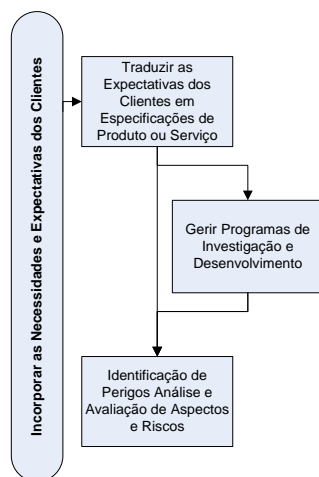 Incorporar as Necessidades e Expectativas dos Clientes
Traduzir as
Expectativas dos
Clientes em
Especificações de
Produto ou Serviço
Gerir Programas de
Investigação e
Desenvolvimento
Identificação de
Perigos Análise e
Avaliação de Aspectos
e Riscos